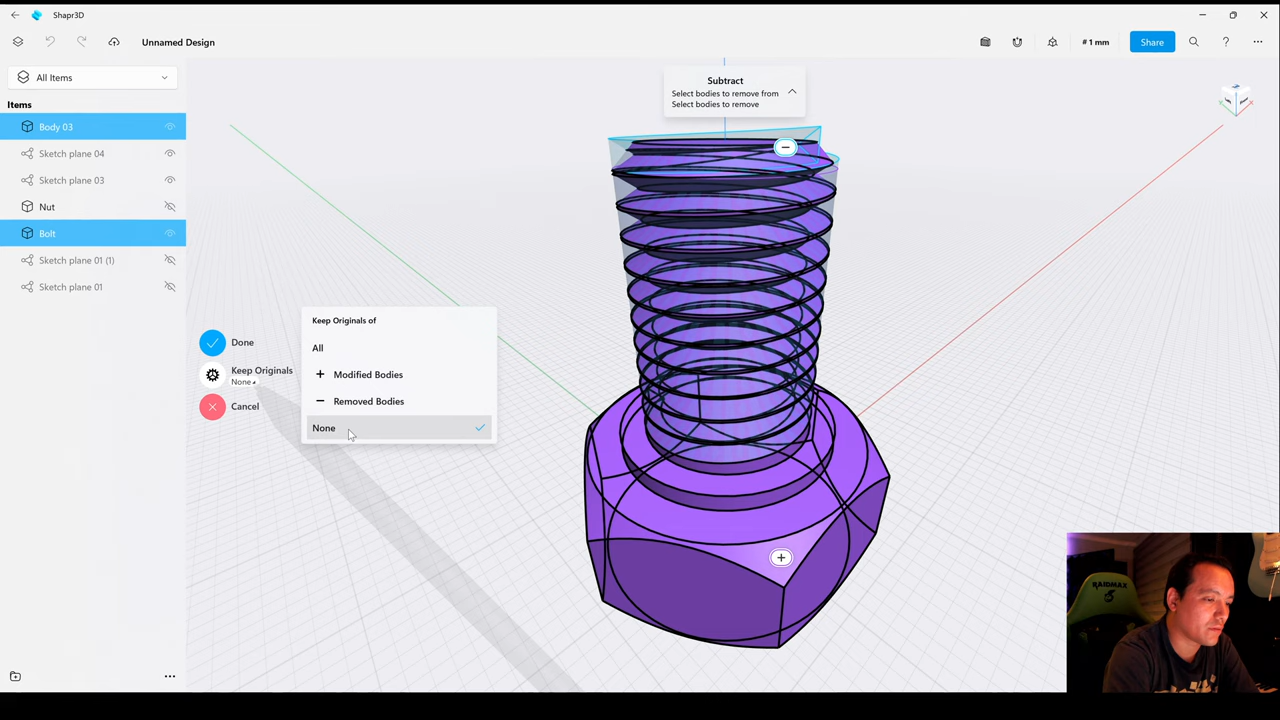 Shapr3D
Unnamed Design
# 1 mm
Share
?
All Items
Items
Body 03
Sketch plane 04
Sketch plane 03
Nut
Bolt
Sketch plane 01 (1)
Sketch plane 01
Subtract
Select bodies to remove from
Select bodies to remove
Done
Keep Originals
None
Cancel
Keep Originals of
All
Modified Bodies
Removed Bodies
None
RAIDMAX